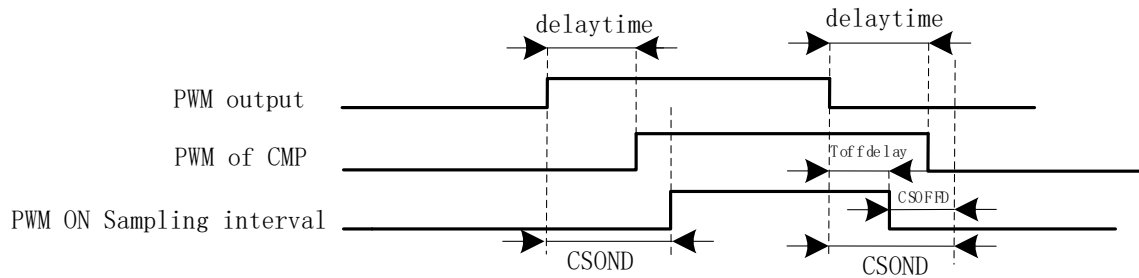 delaytime delaytime
PWM output
PWM of CMP
Toffdelay
CSOFFD
PWM ON Sampling interval
CSOND CSOND